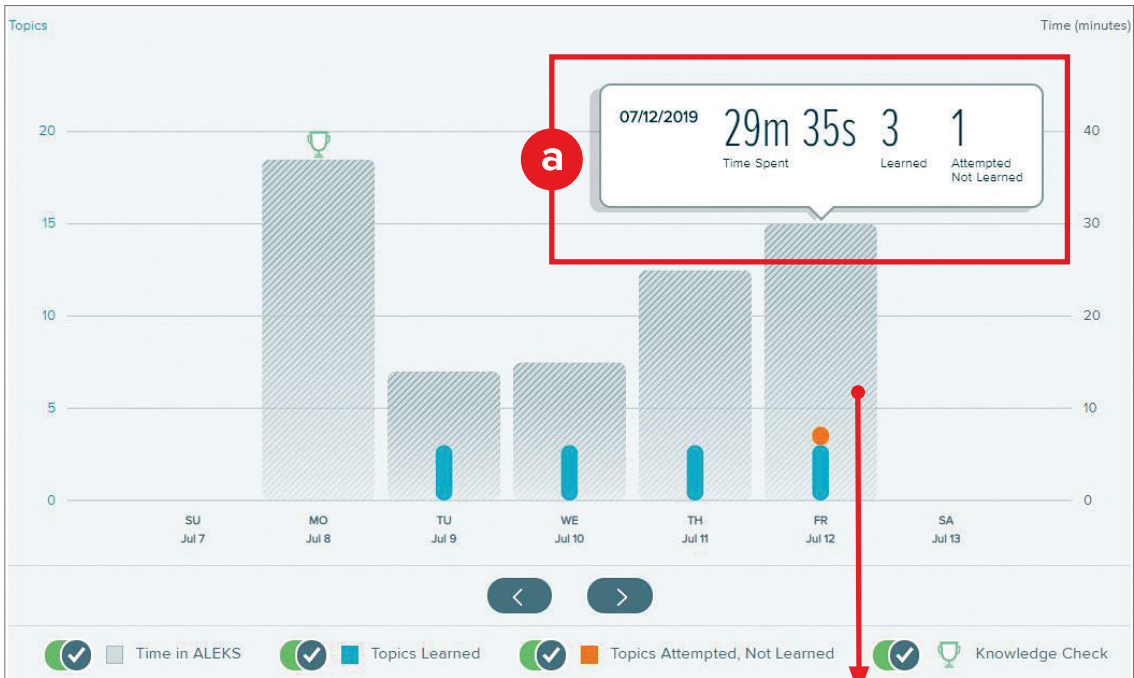 Topics
Time (minutes)
a
07/12/2019 29m 35s 3 1
Time Spent Learned Attempted
Not Learned
20 40
15 30
10 20
5 10
0 0
SU MO TU WE TH FR SA
Jul 7 Jul 8 Jul 9 Jul 10 Jul 11 Jul 12 Jul 13
< >
Time in ALEKS Topics Learned Topics Attempted, Not Learned Knowledge Check